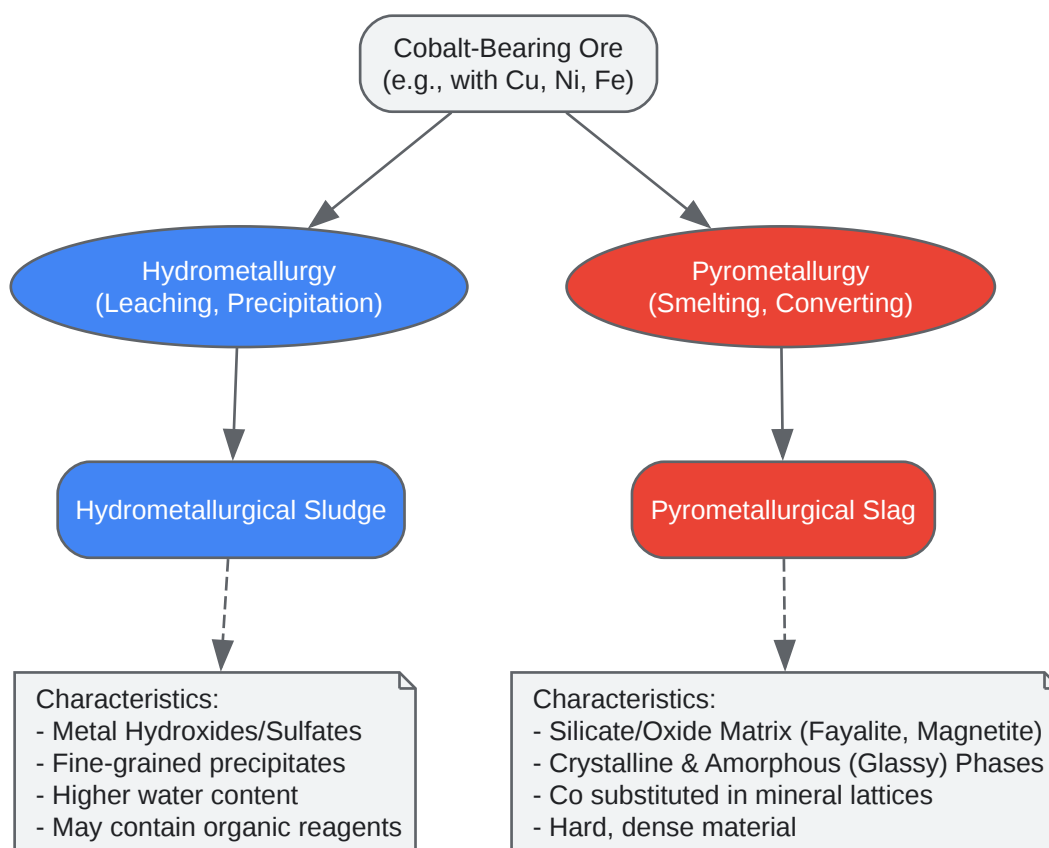 Cobalt-Bearing Ore
(e.g., with Cu, Ni, Fe)
Hydrometallurgy
(Leaching, Precipitation)
Pyrometallurgy
(Smelting, Converting)
Hydrometallurgical Sludge
Pyrometallurgical Slag
Characteristics:
- Metal Hydroxides/Sulfates
- Fine-grained precipitates
- Higher water content
- May contain organic reagents
Characteristics:
- Silicate/Oxide Matrix (Fayalite, Magnetite)
- Crystalline & Amorphous (Glassy) Phases
- Co substituted in mineral lattices
- Hard, dense material